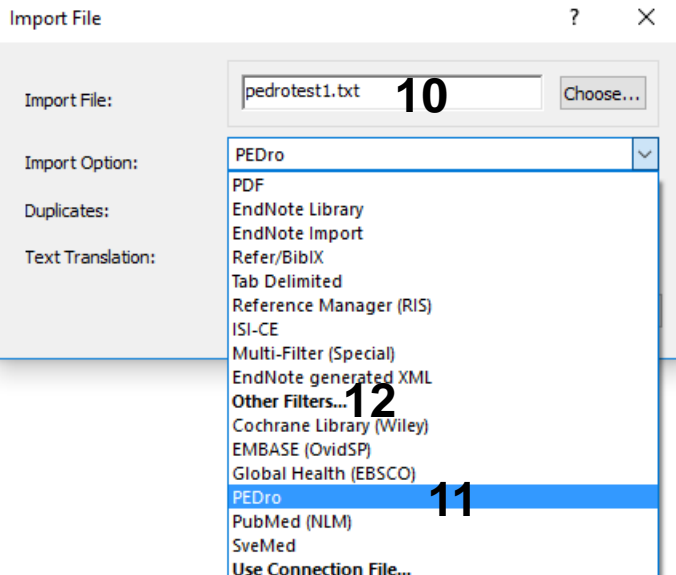 Import File ? ×
Import File: pedrotest1.txt 10 Choose...
Import Option: PEDro
PDF
Duplicates: EndNote Library
EndNote Import
Text Translation: Refer/BibIX
Tab Delimited
Reference Manager (RIS)
ISI-CE
Multi-Filter (Special)
EndNote generated XML
Other Filters... 12
Cochrane Library (Wiley)
EMBASE (OvidSP)
Global Health (EBSCO)
PEDro 11
PubMed (NLM)
SveMed
Use Connection File...